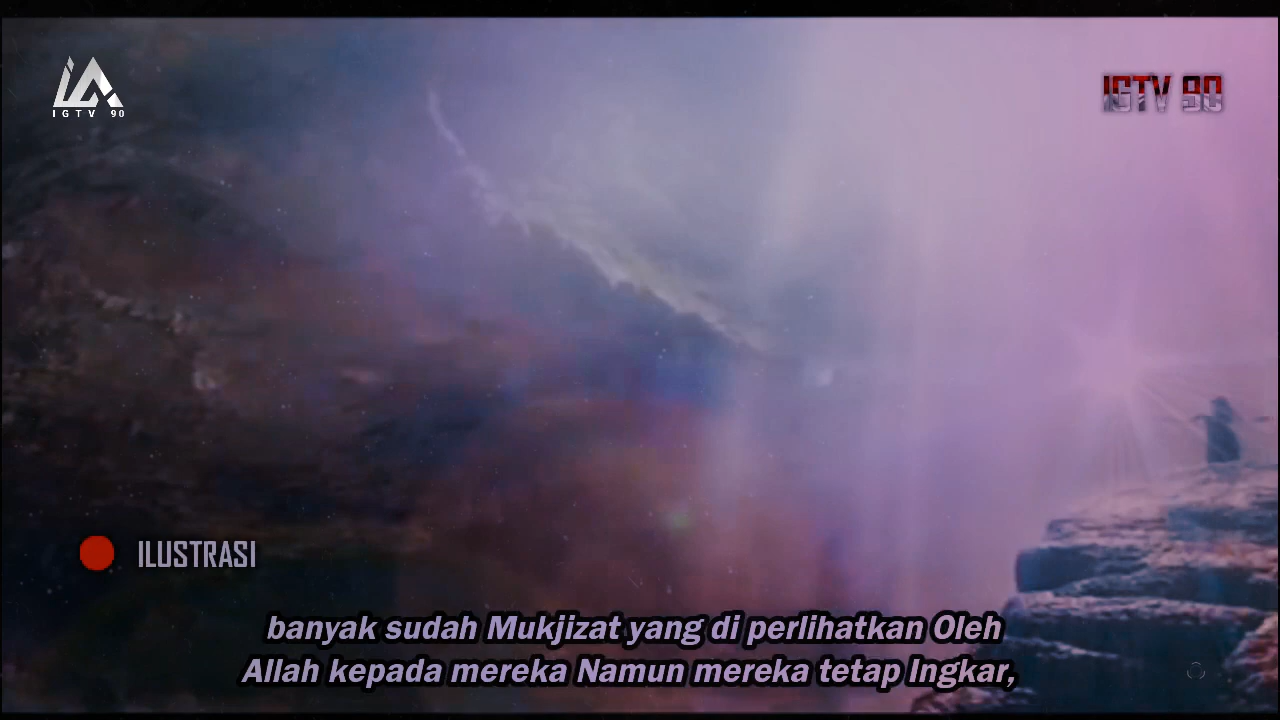 IGTV 90
IGTV 90
ILUSTRASI
banyak sudah Mukjizat yang di perlihatkan Oleh
Allah kepada mereka Namun mereka tetap Ingkar,